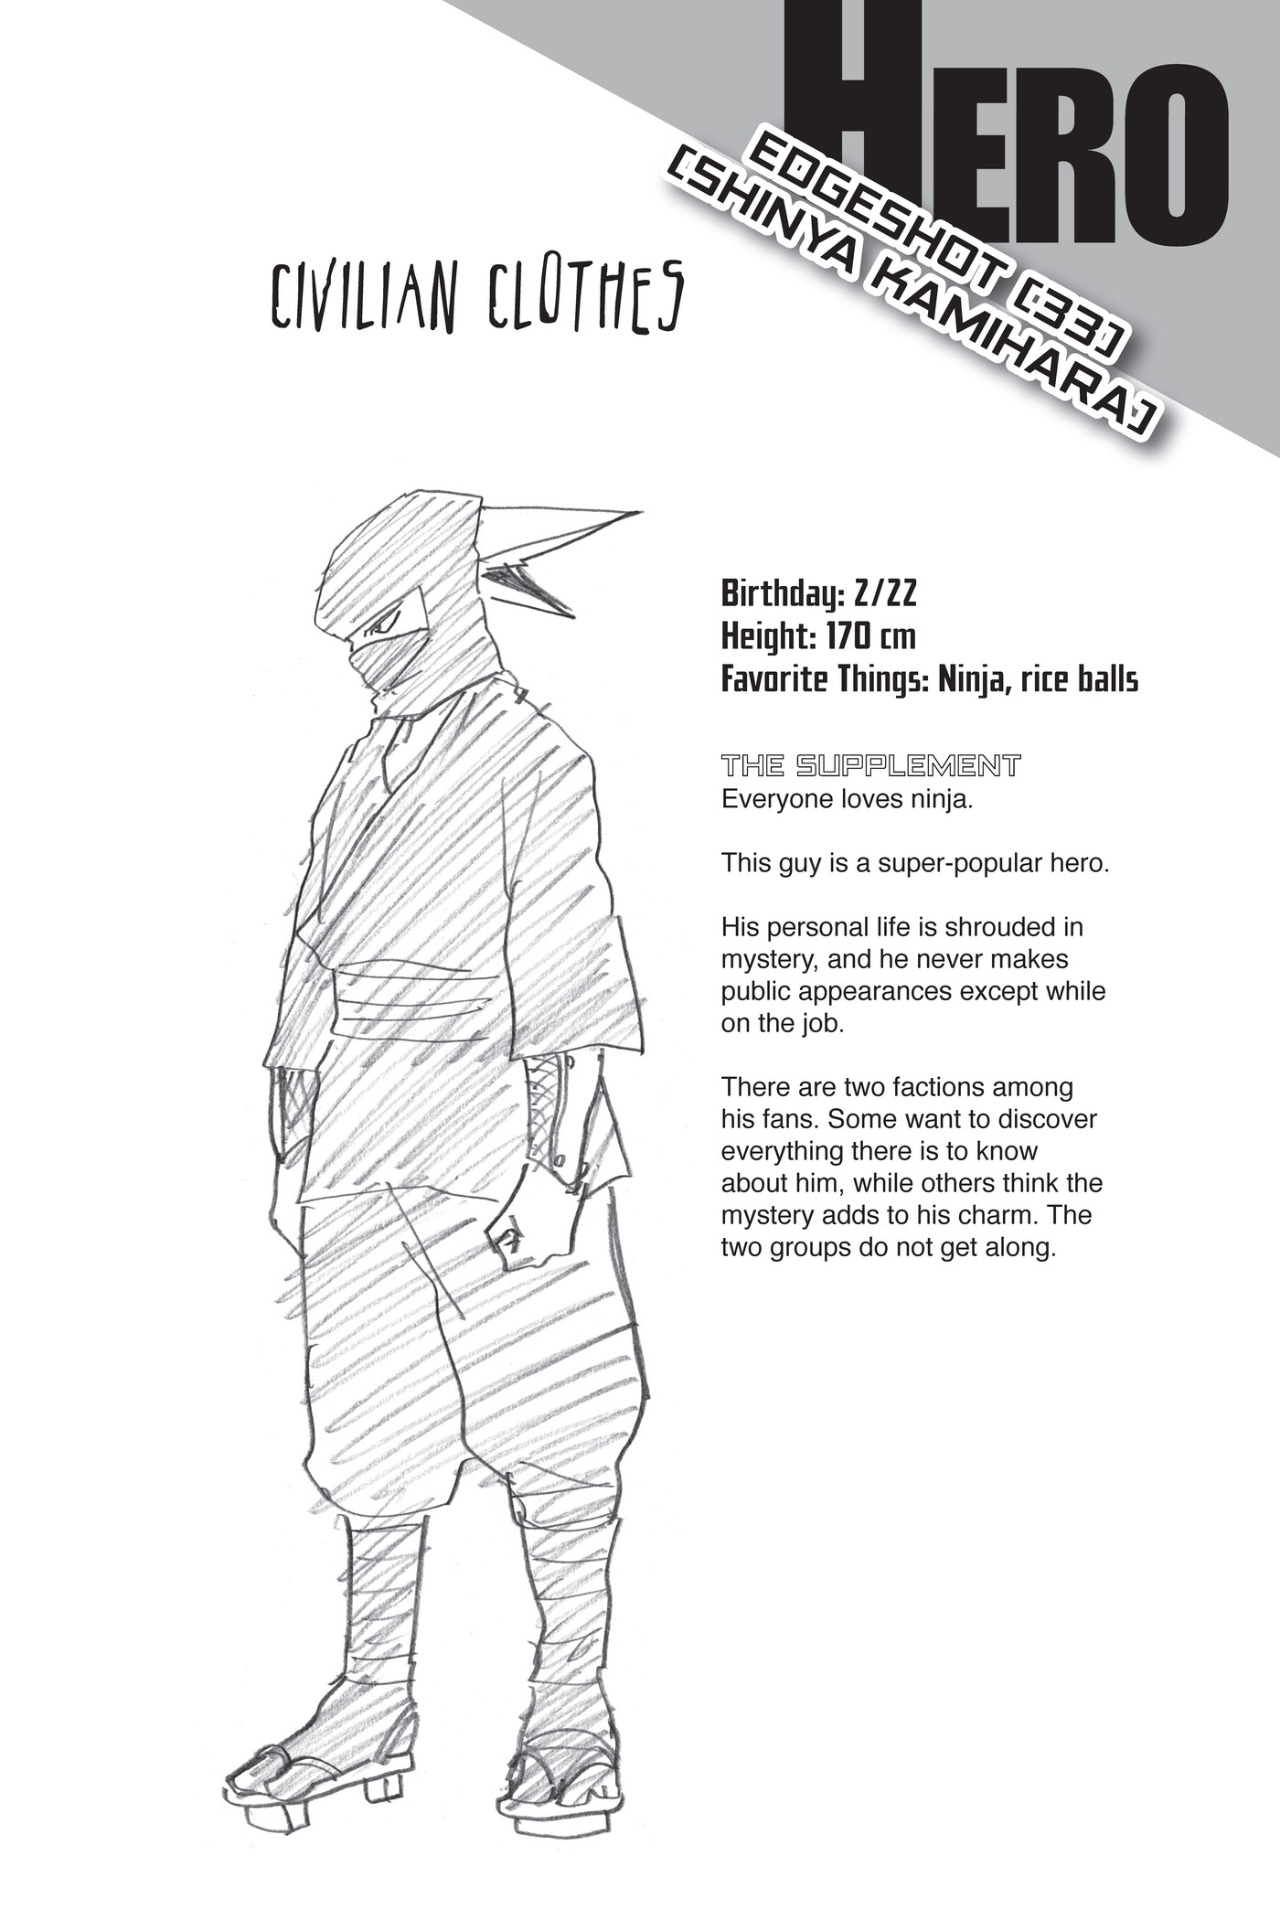 HERO
EDGESHOT (33)
(SHINYA KAMIHARA)
CIVILIAN CLOTHES
Birthday: 2/22
Height: 170 cm
Favorite Things: Ninja, rice balls
THE SUPPLEMENT
Everyone loves ninja.
This guy is a super-popular hero.
His personal life is shrouded in
mystery, and he never makes
public appearances except while
on the job.
There are two factions among
his fans. Some want to discover
everything there is to know
about him, while others think the
mystery adds to his charm. The
two groups do not get along.